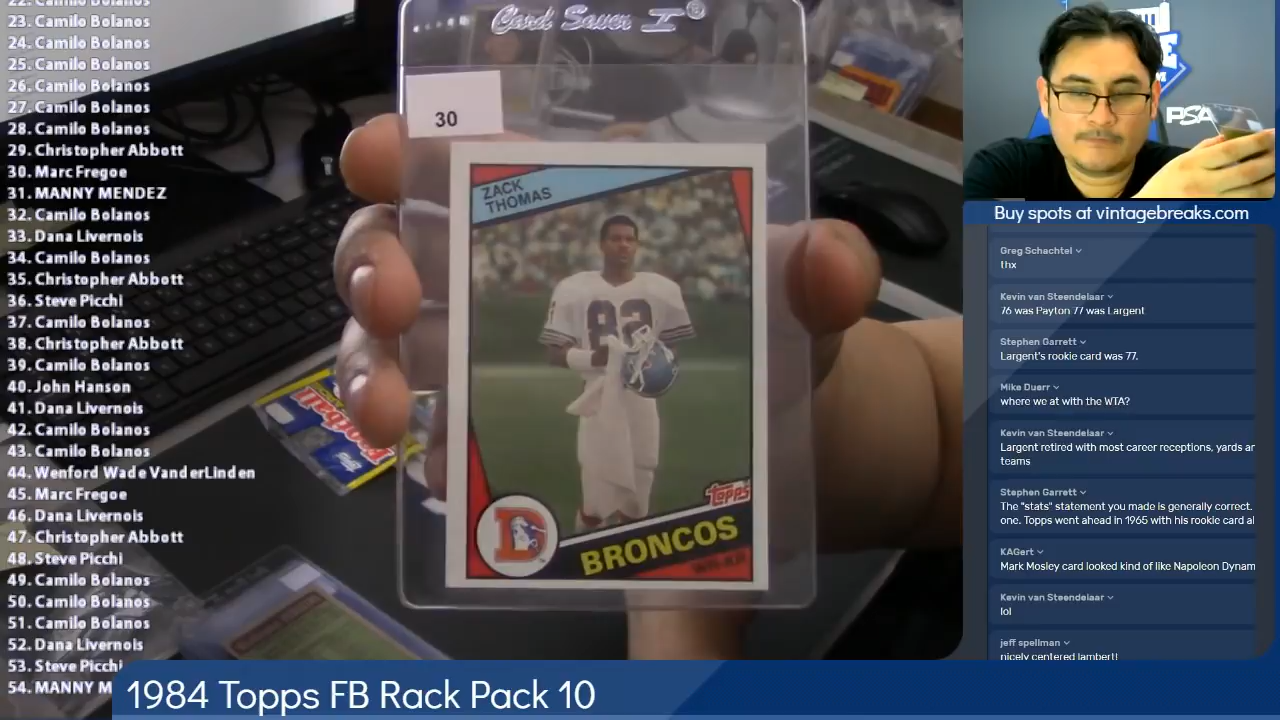 22. Camilo Bolanos
23. Camilo Bolanos
24. Camilo Bolanos
25. Camilo Bolanos
26. Camilo Bolanos
27. Camilo Bolanos
28. Camilo Bolanos
29. Christopher Abbott
30. Marc Fregoe
31. MANNY MENDEZ
32. Camilo Bolanos
33. Dana Livernois
34. Camilo Bolanos
35. Christopher Abbott
36. Steve Picchi
37. Camilo Bolanos
38. Christopher Abbott
39. Camilo Bolanos
40. John Hanson
41. Dana Livernois
42. Camilo Bolanos
43. Camilo Bolanos
44. Wenford Wade VanderLinden
45. Marc Fregoe
46. Dana Livernois
47. Christopher Abbott
48. Steve Picchi
49. Camilo Bolanos
50. Camilo Bolanos
51. Camilo Bolanos
52. Dana Livernois
53. Steve Picchi
54. MANNY M
Card Saver I®
30
ZACK
THOMAS
82
Topps
D
BRONCOS
WR-KR
Football
PSA
Buy spots at vintagebreaks.com
Greg Schachtel
thx
Kevin van Steendelaar
76 was Payton 77 was Largent
Stephen Garrett
Largent's rookie card was 77.
Mike Duarr
where we at with the WTA?
Kevin van Steendelaar
Largent retired with most career receptions, yards an
teams
Stephen Garrett
The "stats" statement you made is generally correct.
one. Topps went ahead in 1965 with his rookie card al
KAGert
Mark Mosley card looked kind of like Napoleon Dynam
Kevin van Steendelaar
lol
jeff spellman
nicely centered lambert!
1984 Topps FB Rack Pack 10